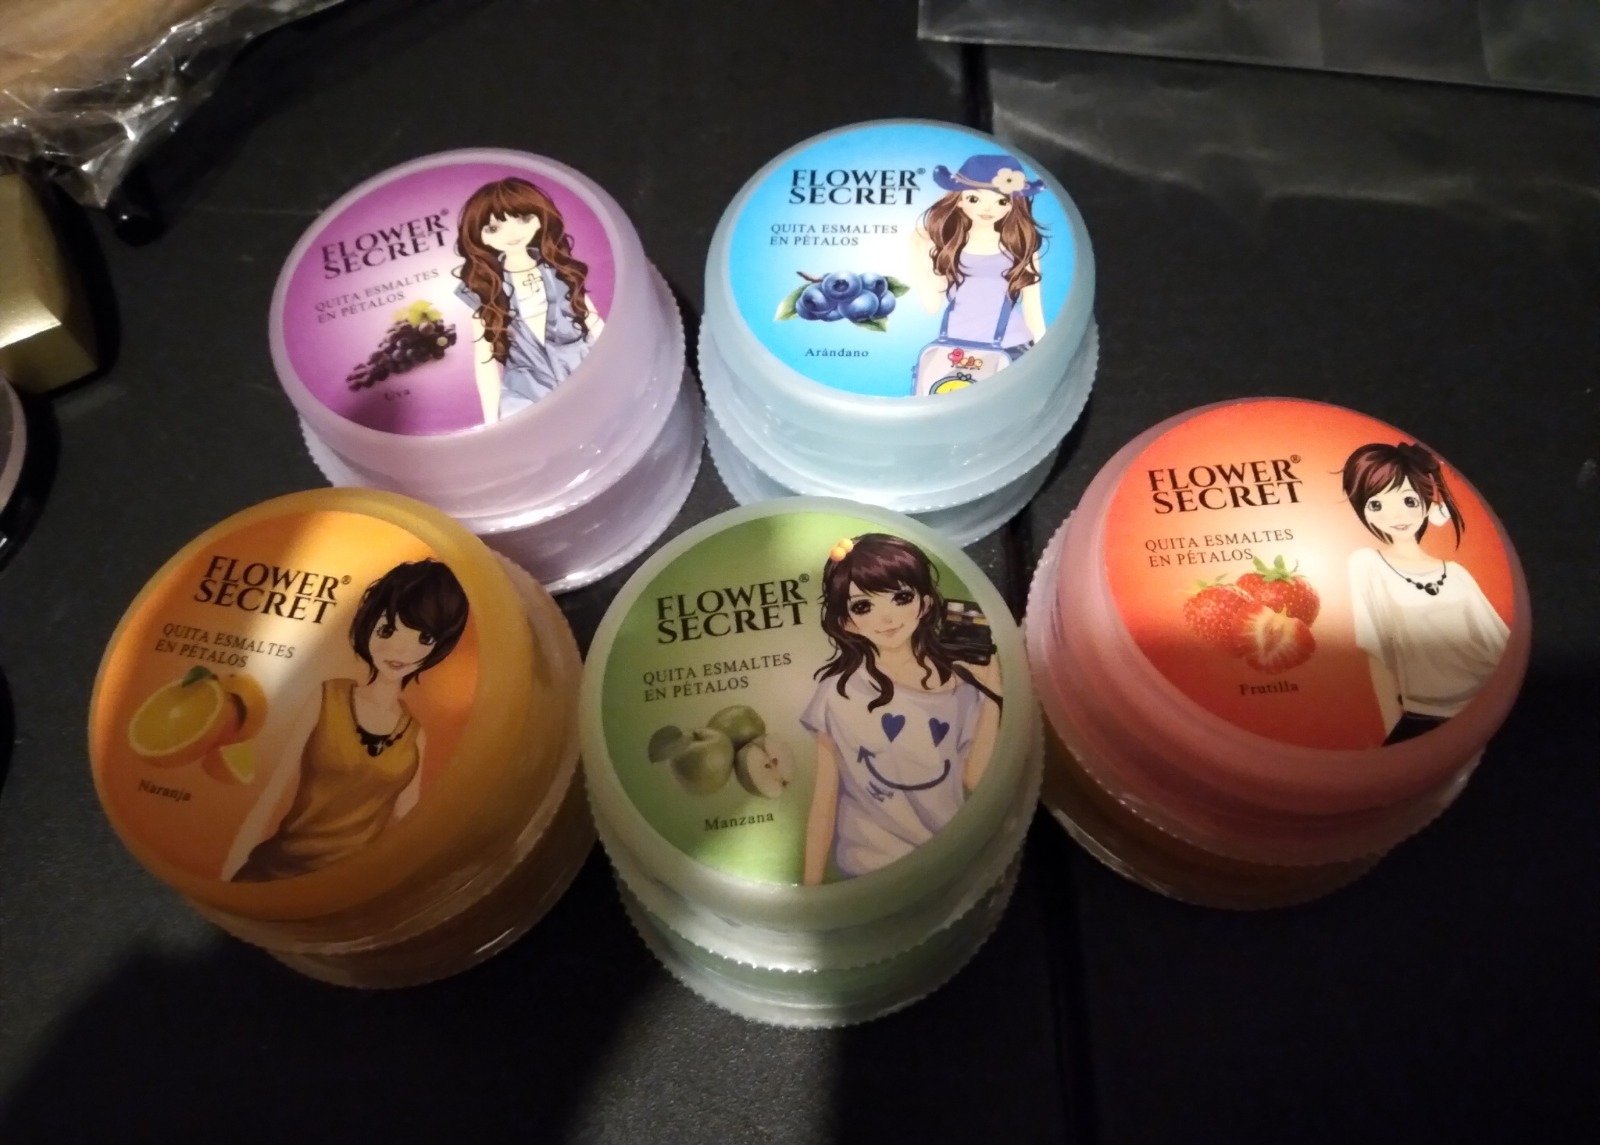 FLOWER®
SECRET
QUITA ESMALTES
EN PÉTALOS
Uva
FLOWER®
SECRET
QUITA ESMALTES
EN PÉTALOS
Arándano
FLOWER®
SECRET
QUITA ESMALTES
EN PÉTALOS
Frutilla
FLOWER®
SECRET
QUITA ESMALTES
EN PÉTALOS
Naranja
FLOWER®
SECRET
QUITA ESMALTES
EN PÉTALOS
Manzana